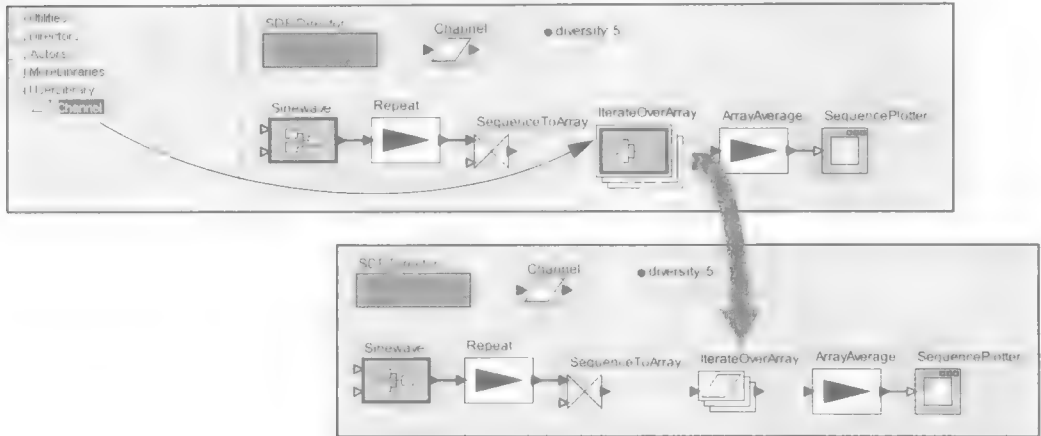 Utilities
Directors
Actors
MoreLibraries
UserLibrary
Channel
SDF Director
Channel
diversity: 5
Sinewave
Repeat
SequenceToArray
IterateOverArray
ArrayAverage
SequencePlotter
SDF Director
Channel
diversity: 5
Sinewave
Repeat
SequenceToArray
IterateOverArray
ArrayAverage
SequencePlotter